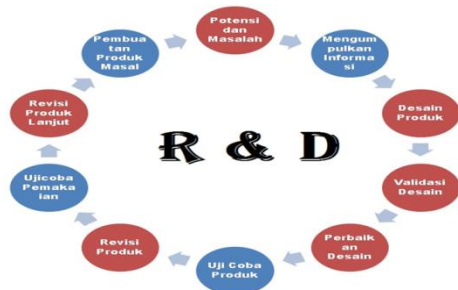 Potensi
dan
Masalah
Mengum
pulkan
Informa
si
Desain
Produk
Validasi
Desain
Perbaik
an
Desain
Uji Coba
Produk
Revisi
Produk
Ujicoba
Pemaka
ian
Revisi
Produk
Lanjut
Pembua
tan
Produk
Masal
R & D